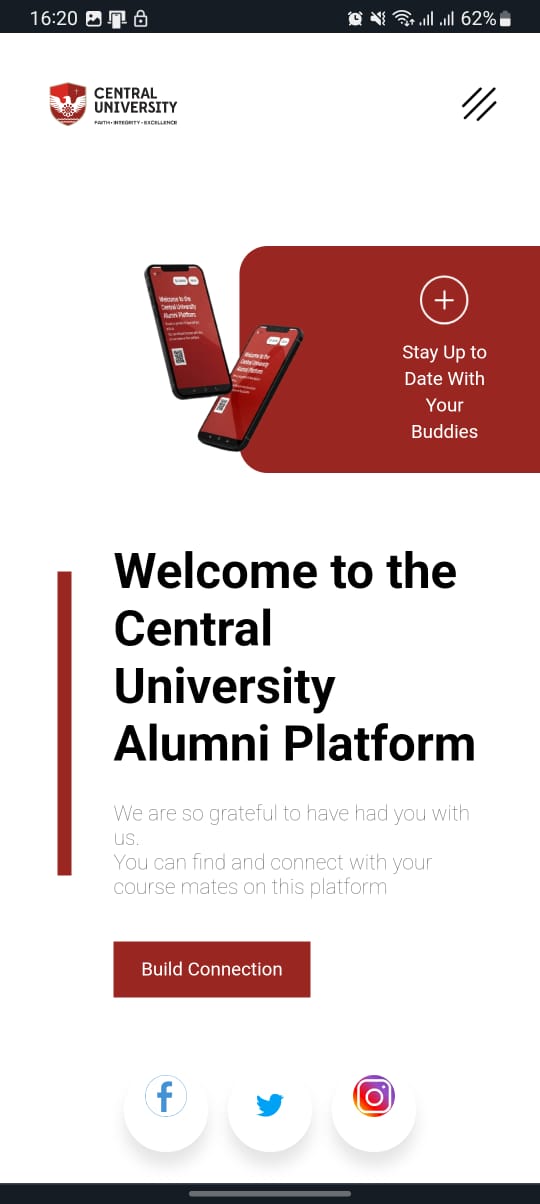 16:20
62%
CENTRAL
UNIVERSITY
FAITH • INTEGRITY • EXCELLENCE
Welcome to the
Central University
Alumni Platform
Welcome to the
Central University
Alumni Platform
Stay Up to
Date With
Your
Buddies
Welcome to the
Central
University
Alumni Platform
We are so grateful to have had you with
us.
You can find and connect with your
course mates on this platform
Build Connection